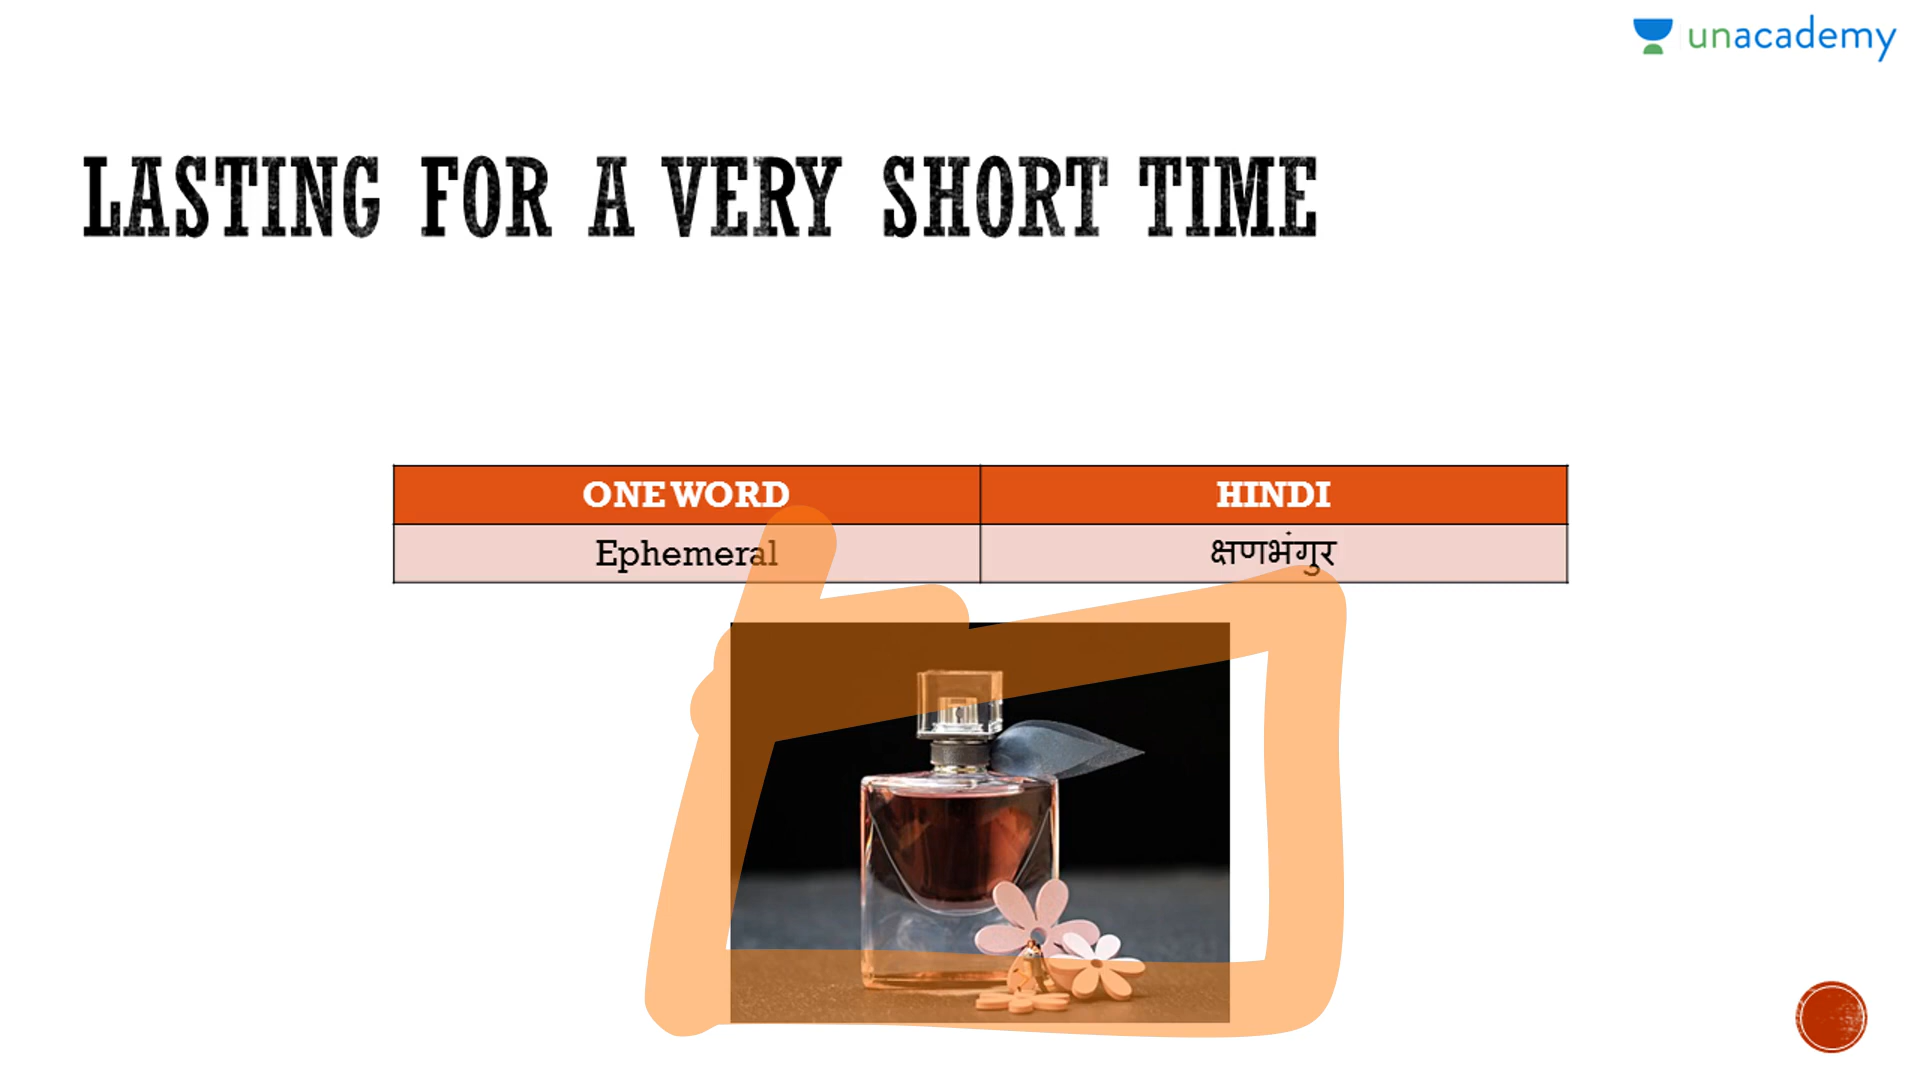 unacademy
LASTING FOR A VERY SHORT TIME
ONE WORD HINDI
Ephemeral क्षणभंगुर